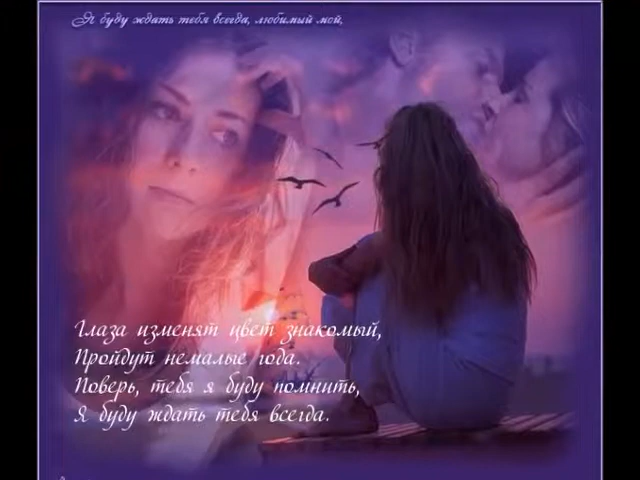 Я буду ждать тебя всегда, любимый мой,
Глаза изменят цвет знакомый,
Пройдут немалые года.
Поверь, тебя я буду помнить,
Я буду ждать тебя всегда.